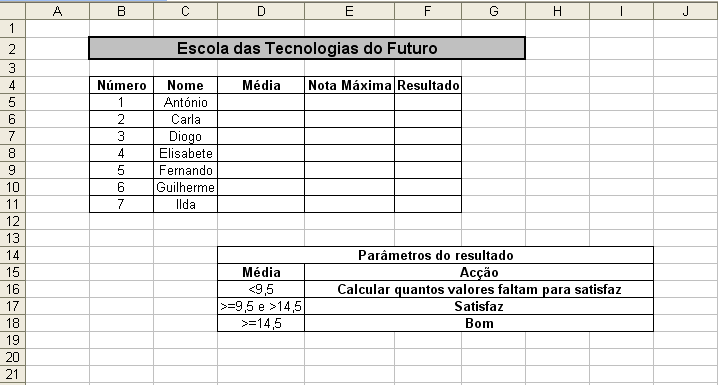 A B C D E F G H I J
1
2 Escola das Tecnologias do Futuro
3
4 Número Nome Média Nota Máxima Resultado
5 1 António
6 2 Carla
7 3 Diogo
8 4 Elisabete
9 5 Fernando
10 6 Guilherme
11 7 Ilda
12
13
14 Parâmetros do resultado
15 Média Acção
16 <9,5 Calcular quantos valores faltam para satisfaz
17 >=9,5 e >14,5 Satisfaz
18 >=14,5 Bom
19
20
21